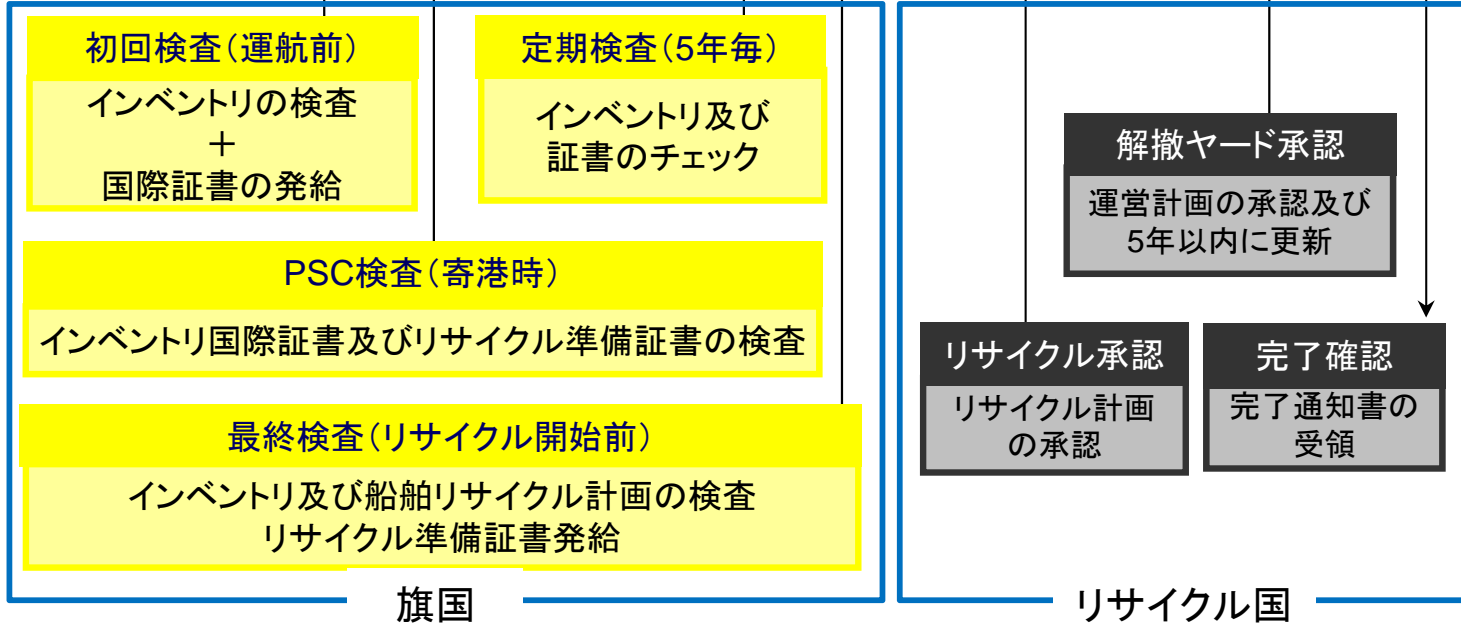 初回検査（運航前）
インベントリの検査
＋
国際証書の発給
定期検査（5年毎）
インベントリ及び
証書のチェック
PSC検査（寄港時）
インベントリ国際証書及びリサイクル準備証書の検査
最終検査（リサイクル開始前）
インベントリ及び船舶リサイクル計画の検査
リサイクル準備証書発給
旗国
解撤ヤード承認
運営計画の承認及び
5年以内に更新
リサイクル承認
リサイクル計画
の承認
完了確認
完了通知書の
受領
リサイクル国